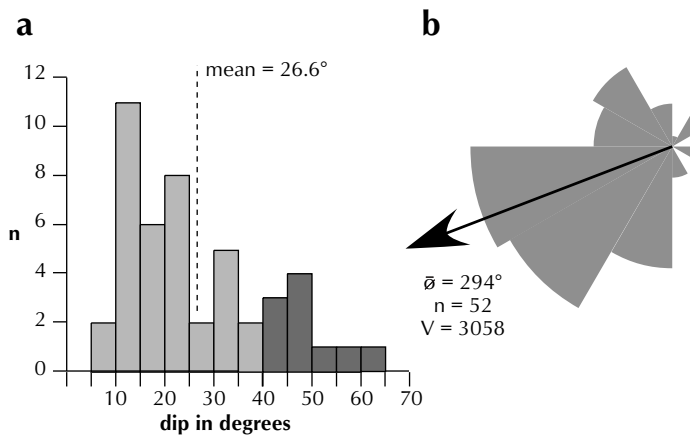 a
b
mean = 26.6°
12
10
8
6
4
2
0
n
10 20 30 40 50 60 70
dip in degrees
ø̄ = 294°
n = 52
V = 3058